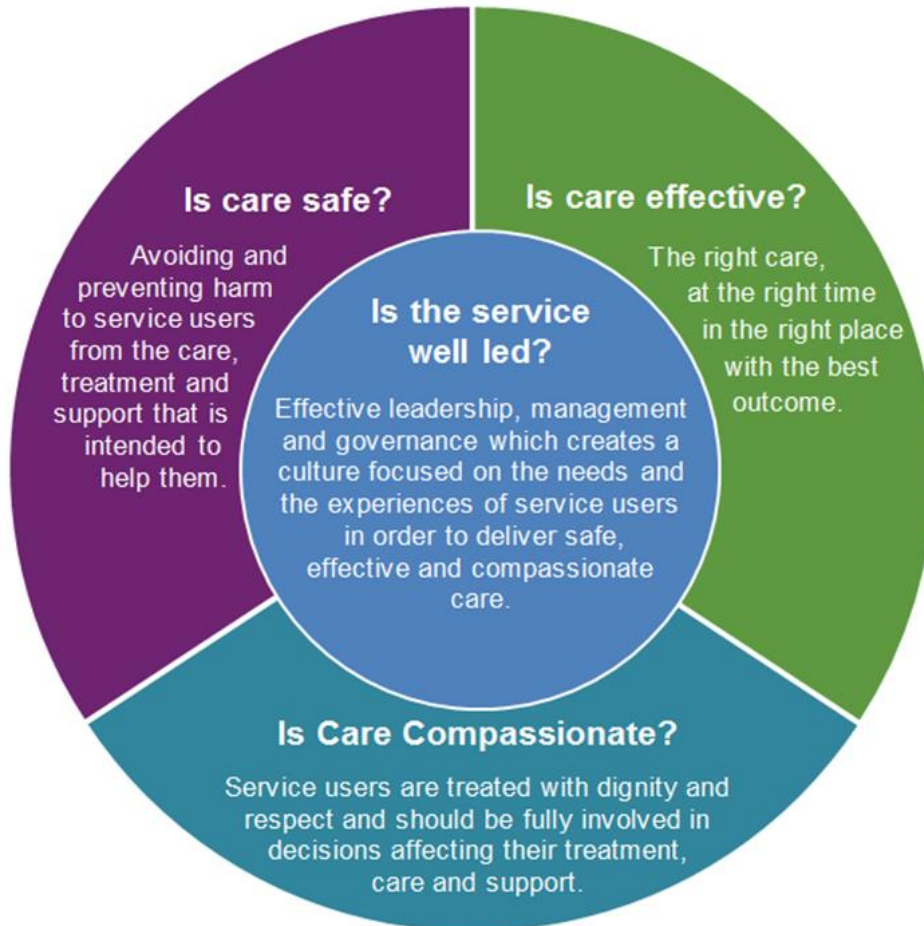 Is care safe?
Avoiding and
preventing harm
to service users
from the care,
treatment and
support that is
intended to
help them.
Is care effective?
The right care,
at the right time
in the right place
with the best
outcome.
Is the service
well led?
Effective leadership, management
and governance which creates a
culture focused on the needs and
the experiences of service users
in order to deliver safe,
effective and compassionate
care.
Is Care Compassionate?
Service users are treated with dignity and
respect and should be fully involved in
decisions affecting their treatment,
care and support.